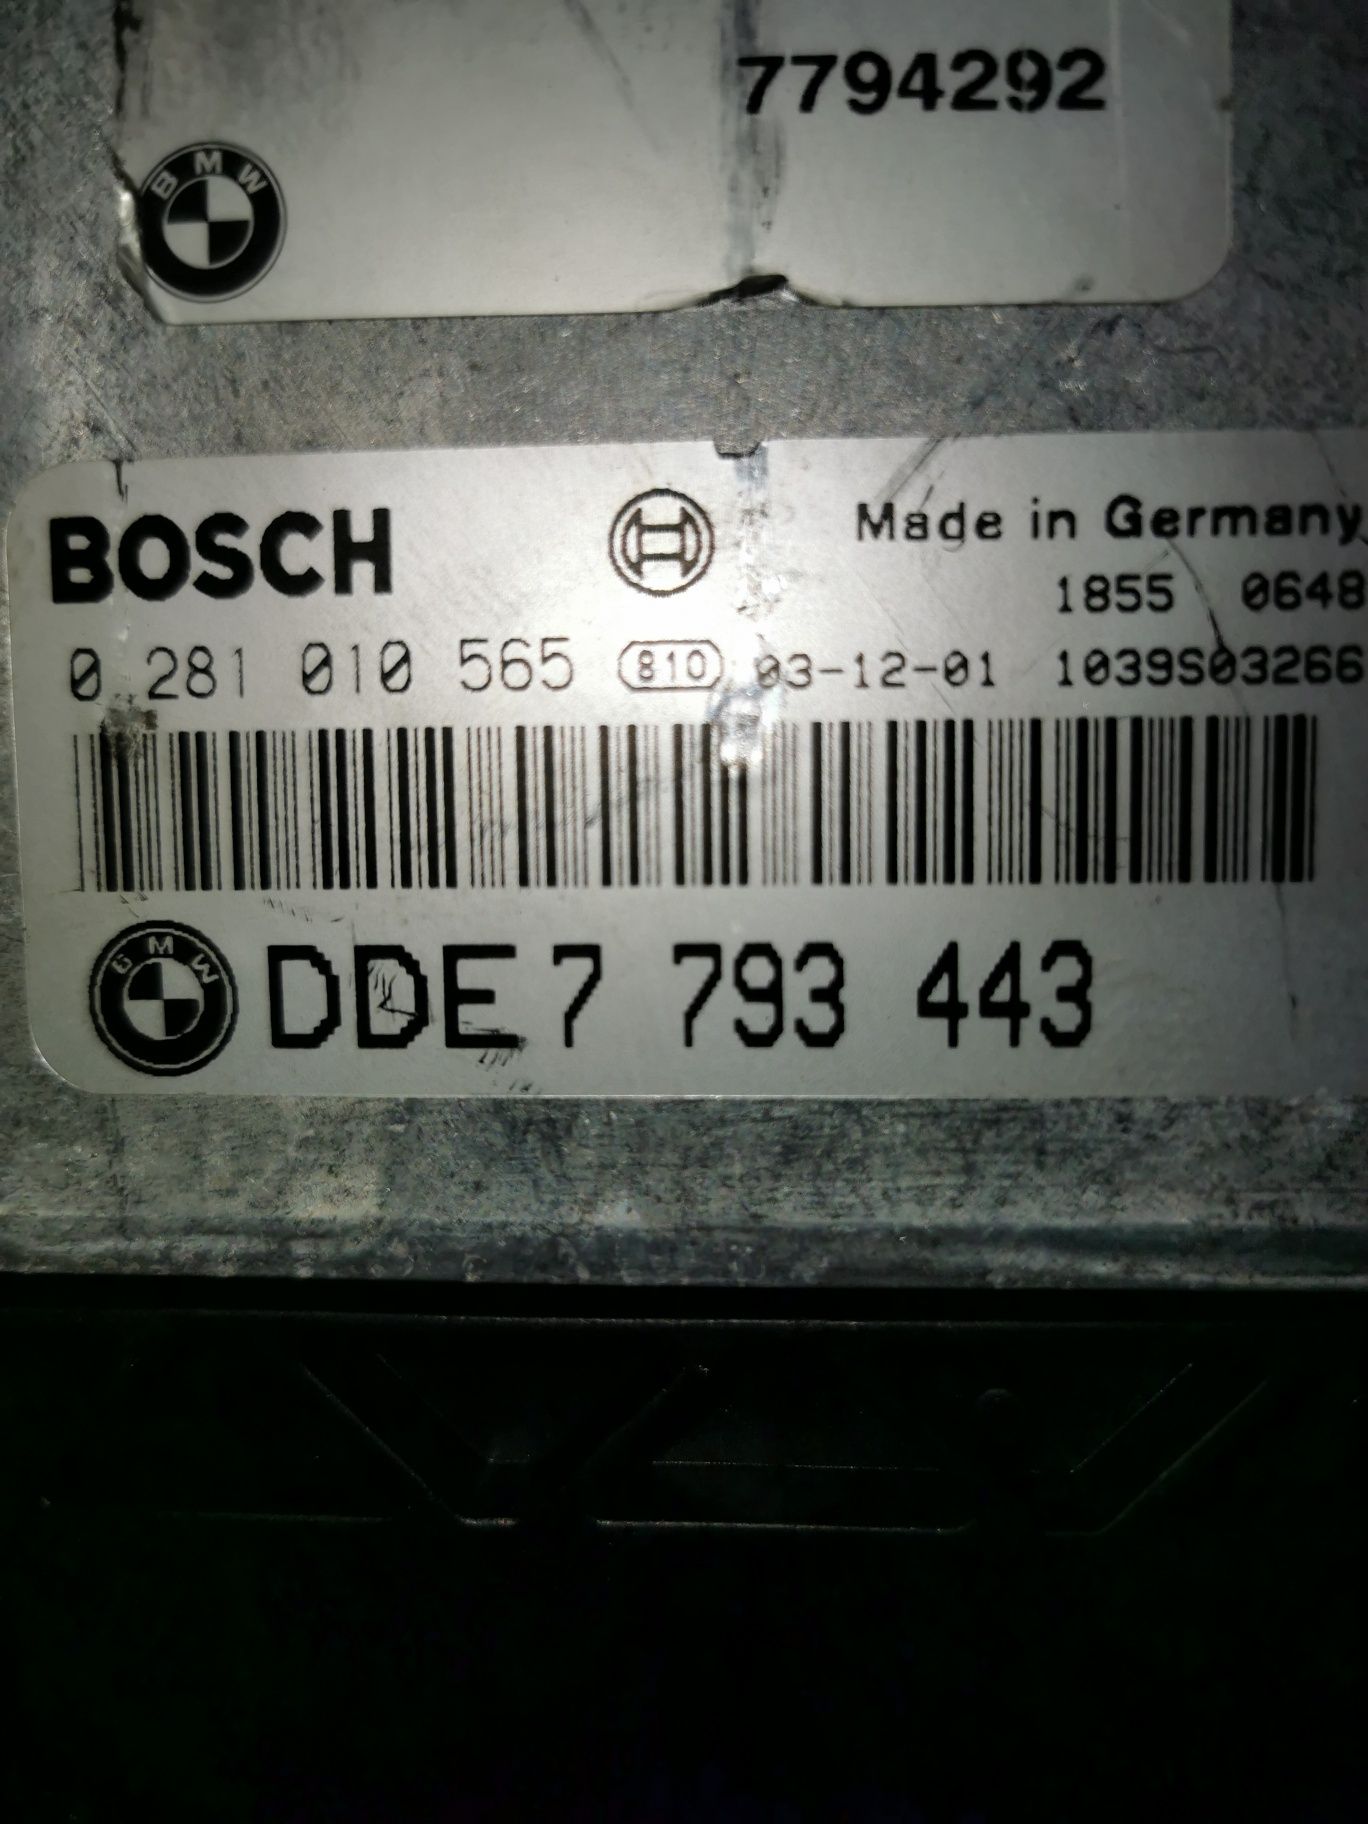 7794292
BMW
BOSCH Made in Germany
1855 0648
0 281 010 565 810 03-12-01 1039S03266
BMW DDE 7 793 443